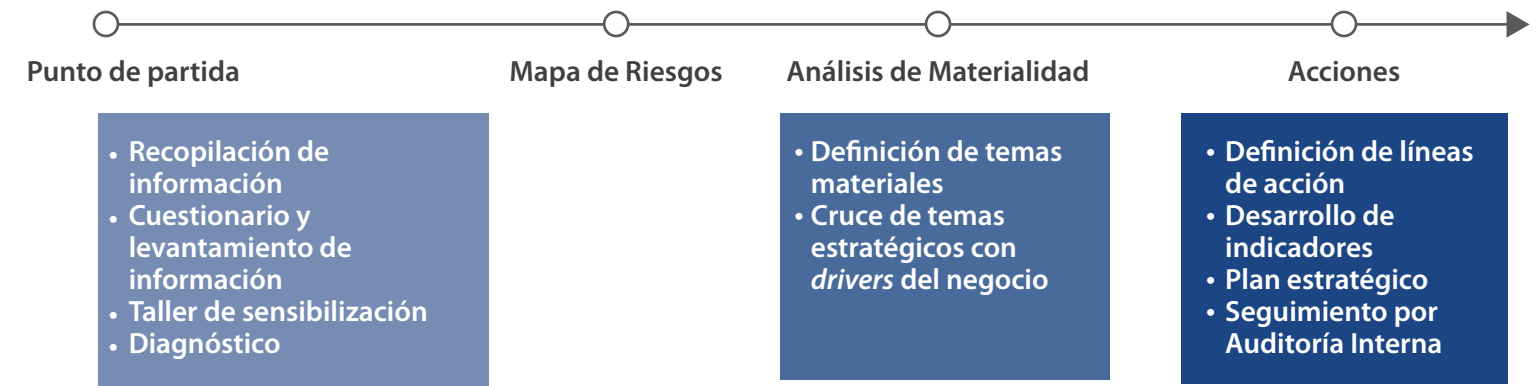 Punto de partida
Mapa de Riesgos
Análisis de Materialidad
Acciones
• Recopilación de
información
• Cuestionario y
levantamiento de
información
• Taller de sensibilización
• Diagnóstico
• Definición de temas
materiales
• Cruce de temas
estratégicos con
drivers del negocio
• Definición de líneas
de acción
• Desarrollo de
indicadores
• Plan estratégico
• Seguimiento por
Auditoría Interna